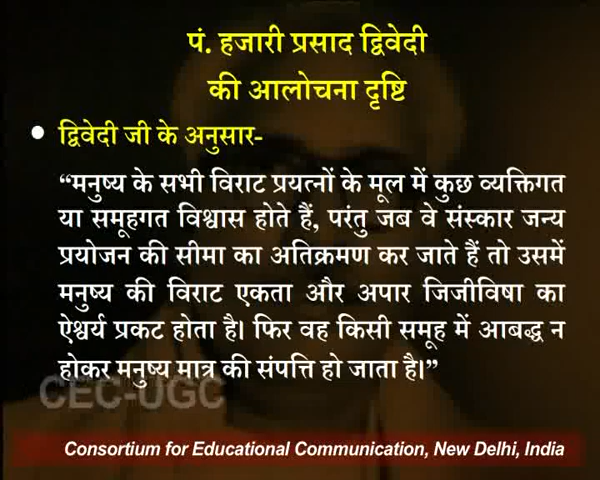 पं. हजारी प्रसाद द्विवेदी
की आलोचना दृष्टि
• द्विवेदी जी के अनुसार-
“मनुष्य के सभी विराट प्रयत्नों के मूल में कुछ व्यक्तिगत
या समूहगत विश्वास होते हैं, परंतु जब वे संस्कार जन्य
प्रयोजन की सीमा का अतिक्रमण कर जाते हैं तो उसमें
मनुष्य की विराट एकता और अपार जिजीविषा का
ऐश्वर्य प्रकट होता है। फिर वह किसी समूह में आबद्ध न
होकर मनुष्य मात्र की संपत्ति हो जाता है।”
CEC-UGC
Consortium for Educational Communication, New Delhi, India